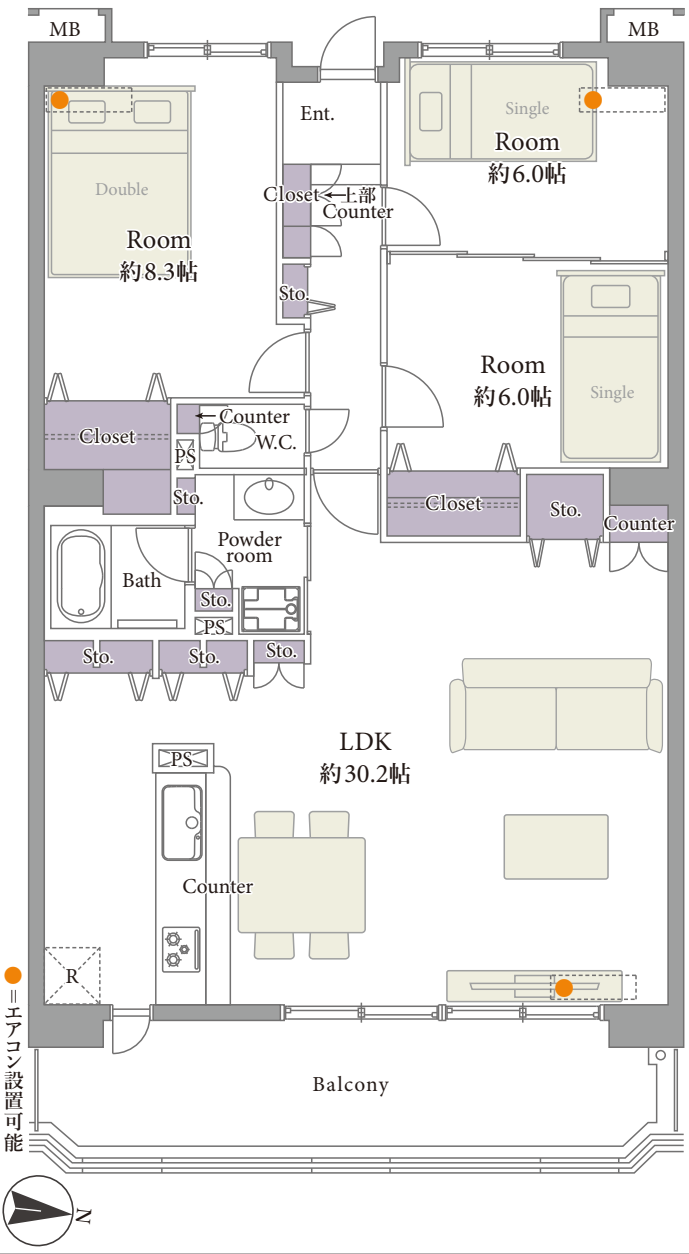 MB
MB
Ent.
Single
Room
約6.0帖
Double
Room
約8.3帖
Closet←上部
Counter
Sto.
Room
約6.0帖
Single
Closet
←Counter
W.C.
PS
Sto.
Closet
Sto.
Counter
Powder
room
Bath
Sto.
PS
Sto.
Sto.
Sto.
LDK
約30.2帖
PS
Counter
R
●=エアコン設置可能
Balcony
N